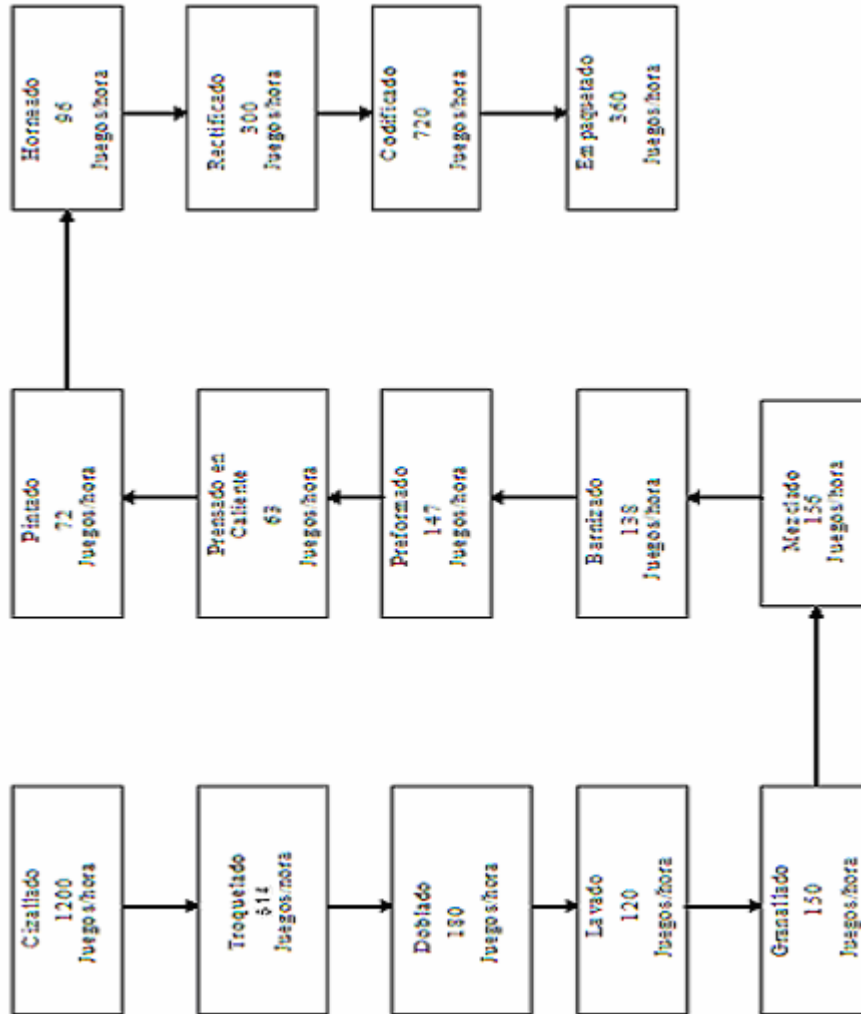 Cizallado
1200
Juegos/hora
Troquelado
514
Juegos/hora
Doblado
180
Juegos/hora
Lavado
120
Juegos/hora
Granallado
150
Juegos/hora
Mezclado
156
Juegos/hora
Barnizado
138
Juegos/hora
Preformado
147
Juegos/hora
Prensado en
Caliente
63
Juegos/hora
Pintado
72
Juegos/hora
Horneado
96
Juegos/hora
Rectificado
300
Juegos/hora
Codificado
720
Juegos/hora
Empaquetado
360
Juegos/hora